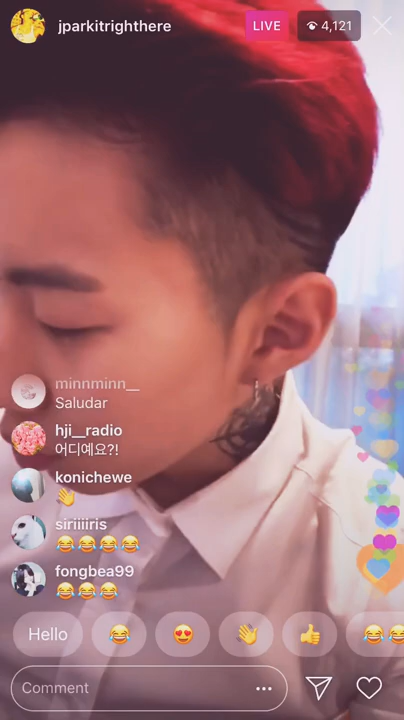 jparkitrighthere
LIVE
4,121
minnminn__
Saludar
hji__radio
어디예요?!
konichewe
👋
siriiiiris
😂😂😂😂
fongbea99
😂😂😂
Hello
😂
😍
👋
👍
😂😂
Comment